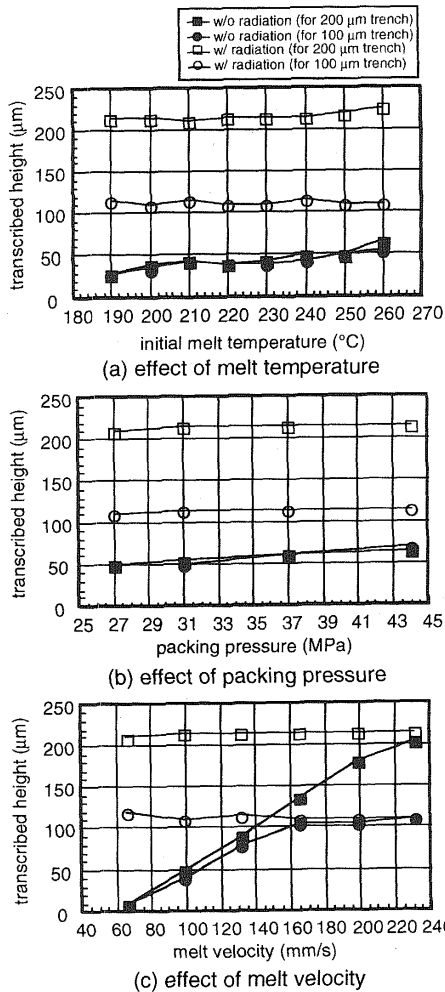 w/o radiation (for 200 µm trench)
w/o radiation (for 100 µm trench)
w/ radiation (for 200 µm trench)
w/ radiation (for 100 µm trench)
250
200
150
100
50
0
transcribed height (µm)
180 190 200 210 220 230 240 250 260 270
initial melt temperature (°C)
(a) effect of melt temperature
250
200
150
100
50
0
transcribed height (µm)
25 27 29 31 33 35 37 39 41 43 45
packing pressure (MPa)
(b) effect of packing pressure
250
200
150
100
50
0
transcribed height (µm)
40 60 80 100 120 140 160 180 200 220 240
melt velocity (mm/s)
(c) effect of melt velocity